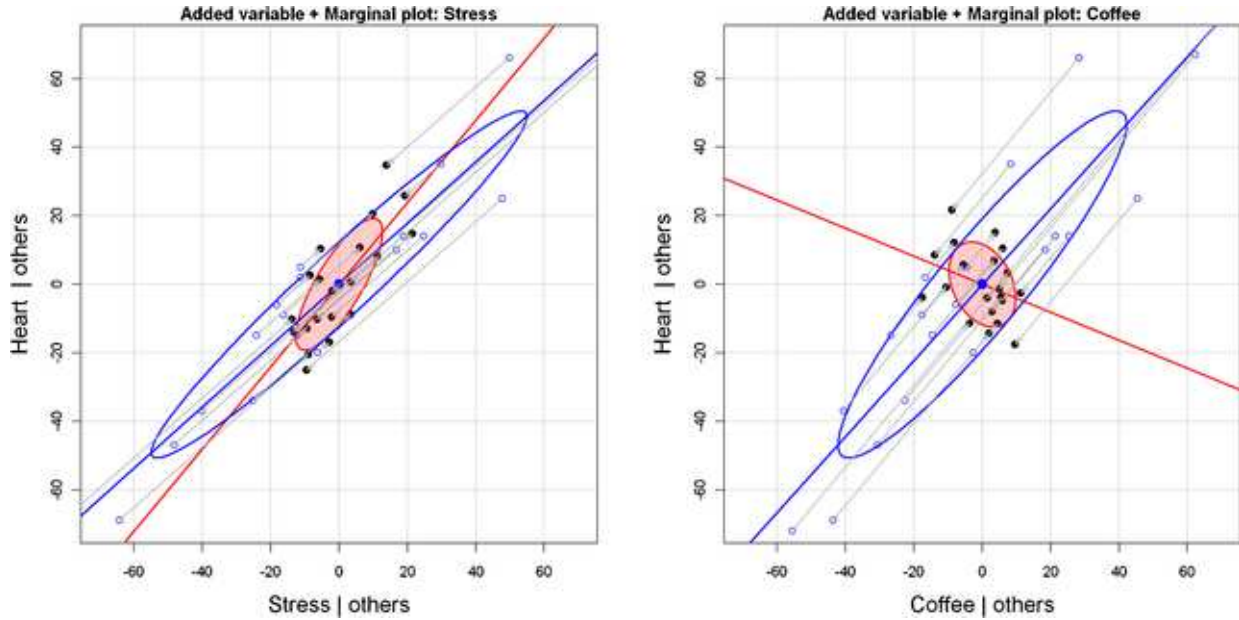 Added variable + Marginal plot: Stress
Heart | others
60
40
20
0
-20
-40
-60
-60 -40 -20 0 20 40 60
Stress | others
Added variable + Marginal plot: Coffee
Heart | others
60
40
20
0
-20
-40
-60
-60 -40 -20 0 20 40 60
Coffee | others